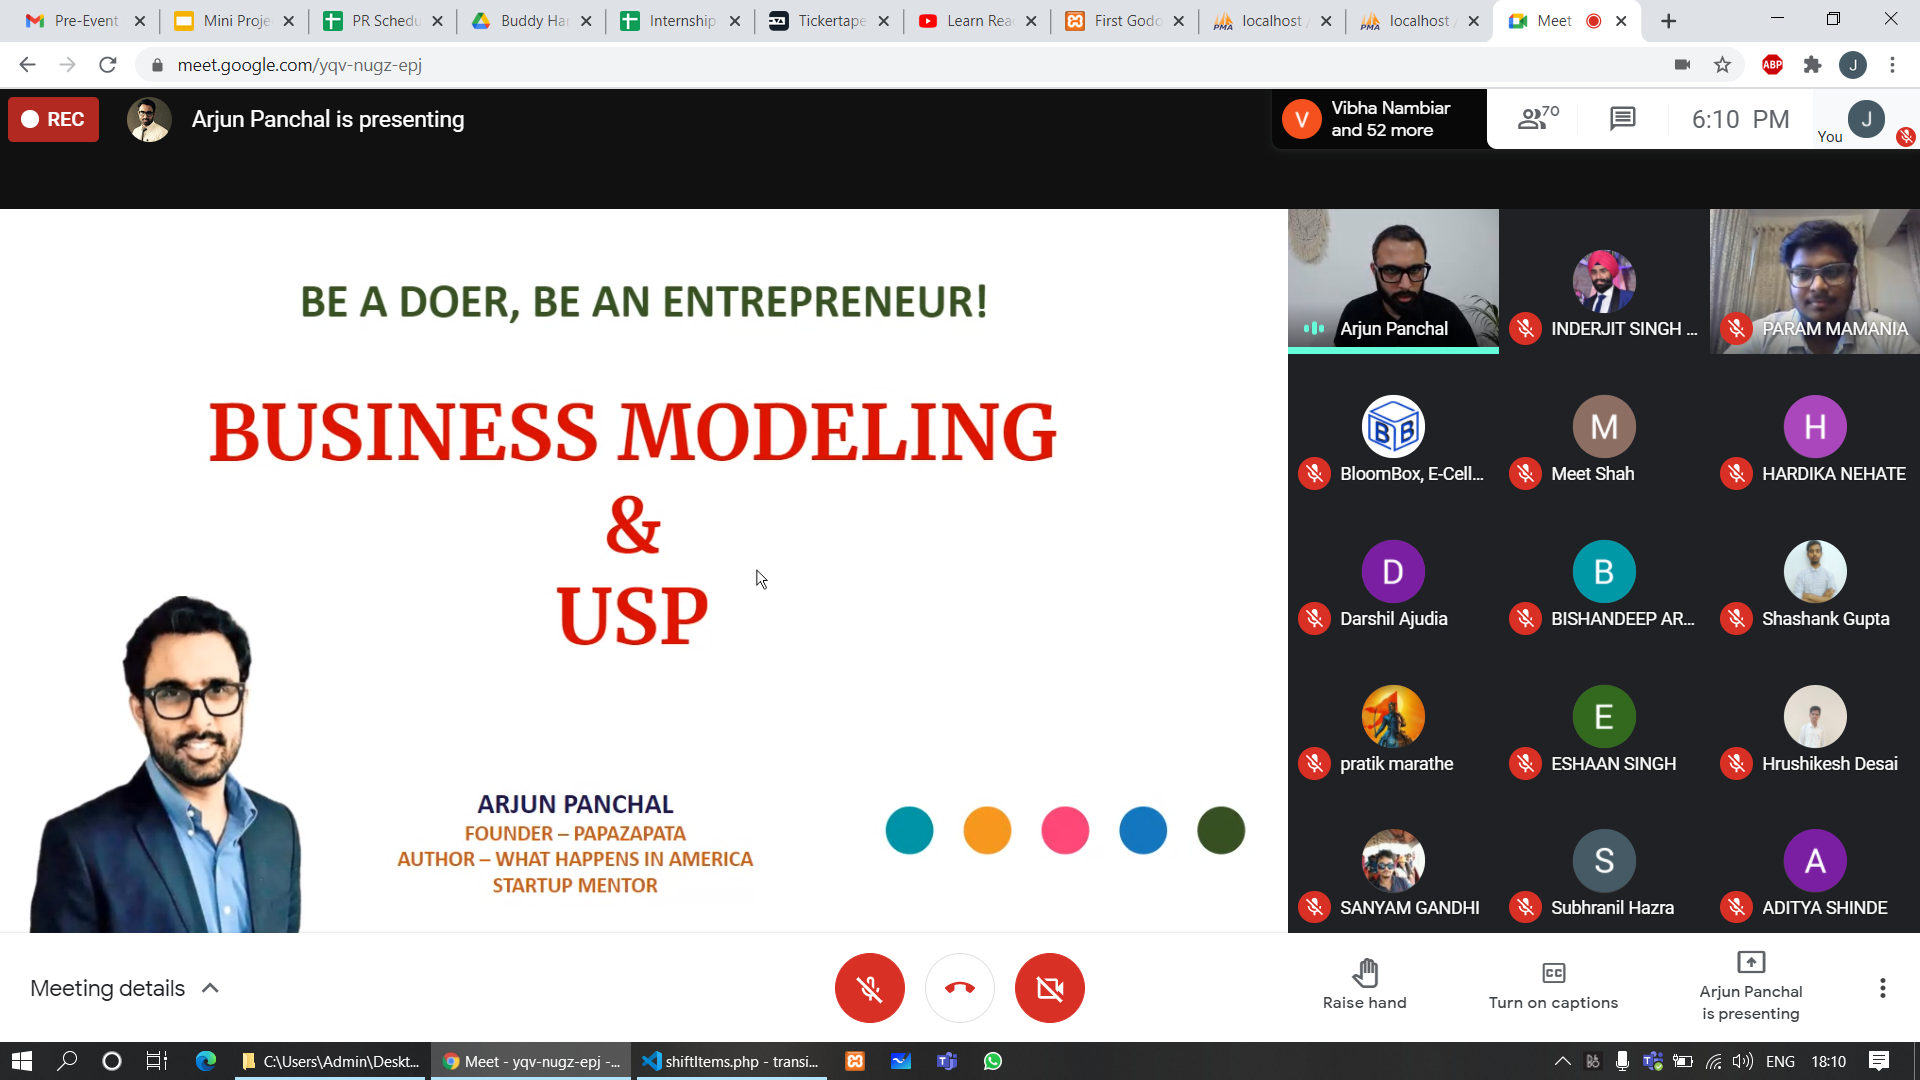 Pre-Event
Mini Proje
PR Schedu
Buddy Har
Internship
Tickertape
Learn Rea
First Godo
localhost /
localhost /
Meet
meet.google.com/yqv-nugz-epj
ABP
J
REC
Arjun Panchal is presenting
V
Vibha Nambiar
and 52 more
70
6:10 PM
You
J
BE A DOER, BE AN ENTREPRENEUR!
BUSINESS MODELING
&
USP
ARJUN PANCHAL
FOUNDER – PAPAZAPATA
AUTHOR – WHAT HAPPENS IN AMERICA
STARTUP MENTOR
Arjun Panchal
INDERJIT SINGH ...
PARAM MAMANIA
BB
BloomBox, E-Cell...
M
Meet Shah
H
HARDIKA NEHATE
D
Darshil Ajudia
B
BISHANDEEP AR...
Shashank Gupta
pratik marathe
E
ESHAAN SINGH
Hrushikesh Desai
SANYAM GANDHI
S
Subhranil Hazra
A
ADITYA SHINDE
Meeting details
Raise hand
CC
Turn on captions
Arjun Panchal
is presenting
C:\Users\Admin\Deskt...
Meet - yqv-nugz-epj -...
shiftItems.php - transi...
ENG
18:10